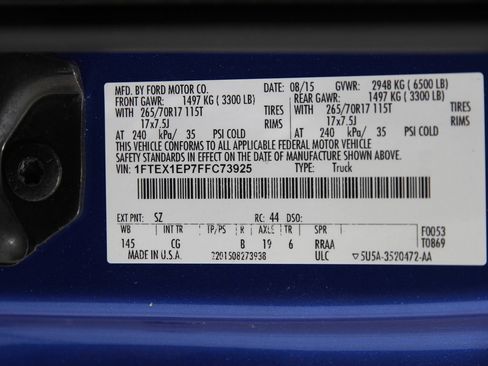 MFD. BY FORD MOTOR CO. DATE: 08/15 GVWR: 2948 KG ( 6500 LB)
FRONT GAWR: 1497 KG ( 3300 LB) REAR GAWR: 1497 KG ( 3300 LB)
WITH 265/70R17 115T TIRES WITH 265/70R17 115T TIRES
17x7.5J RIMS 17x7.5J RIMS
AT 240 kPa/ 35 PSI COLD AT 240 kPa/ 35 PSI COLD
THIS VEHICLE CONFORMS TO ALL APPLICABLE FEDERAL MOTOR VEHICLE
SAFETY STANDARDS IN EFFECT ON THE DATE OF MANUFACTURE SHOWN ABOVE.
VIN: 1FTEX1EP7FFC73925 TYPE: Truck
EXT PNT: SZ RC: 44 DSO: F0053
WB INT TR TP/PS R AXLE TR SPR T0869
145 CG B 19 6 RRAA
MADE IN U.S.A. 2201508273938 ULC ▽5U5A-3520472-AA